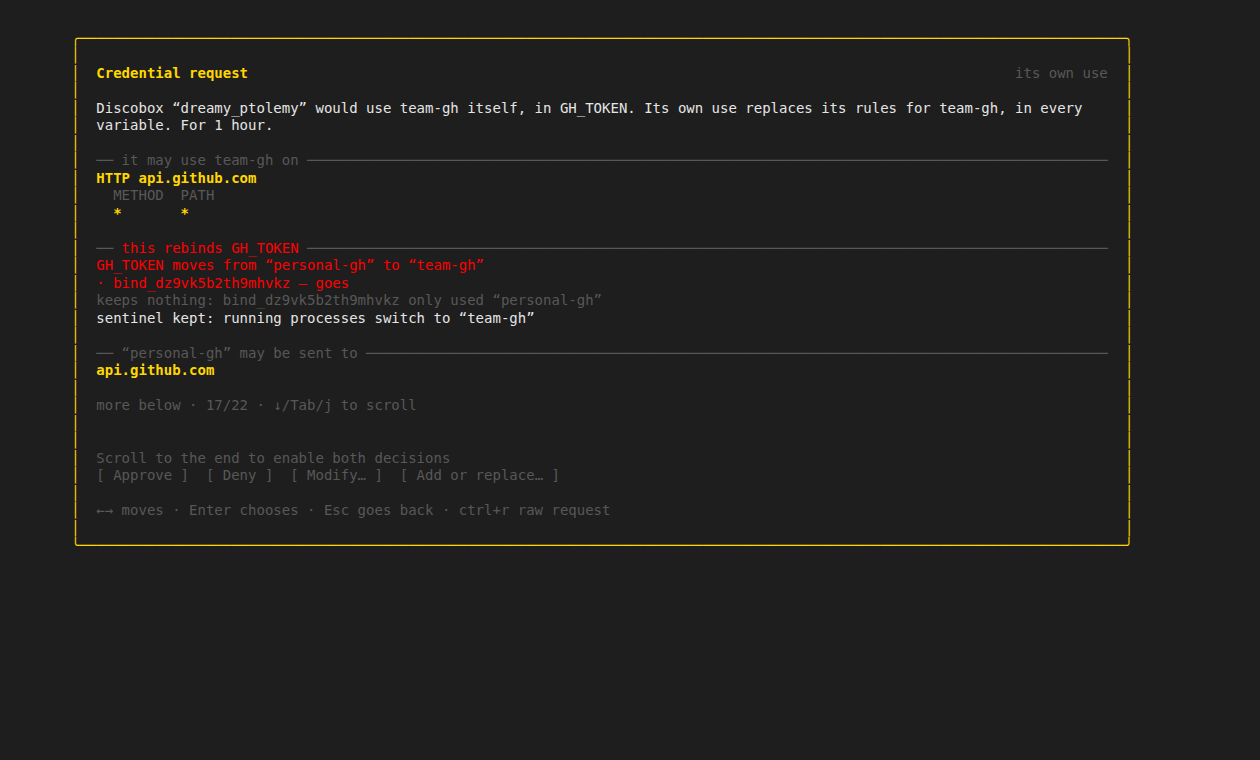 Credential request its own use
Discobox “dreamy_ptolemy” would use team-gh itself, in GH_TOKEN. Its own use replaces its rules for team-gh, in every
variable. For 1 hour.
── it may use team-gh on ──
HTTP api.github.com
METHOD PATH
* *
── this rebinds GH_TOKEN ──
GH_TOKEN moves from “personal-gh” to “team-gh”
· bind_dz9vk5b2th9mhvkz — goes
keeps nothing: bind_dz9vk5b2th9mhvkz only used “personal-gh”
sentinel kept: running processes switch to “team-gh”
── “personal-gh” may be sent to ──
api.github.com
more below · 17/22 · ↓/Tab/j to scroll
Scroll to the end to enable both decisions
[ Approve ] [ Deny ] [ Modify… ] [ Add or replace… ]
←→ moves · Enter chooses · Esc goes back · ctrl+r raw request